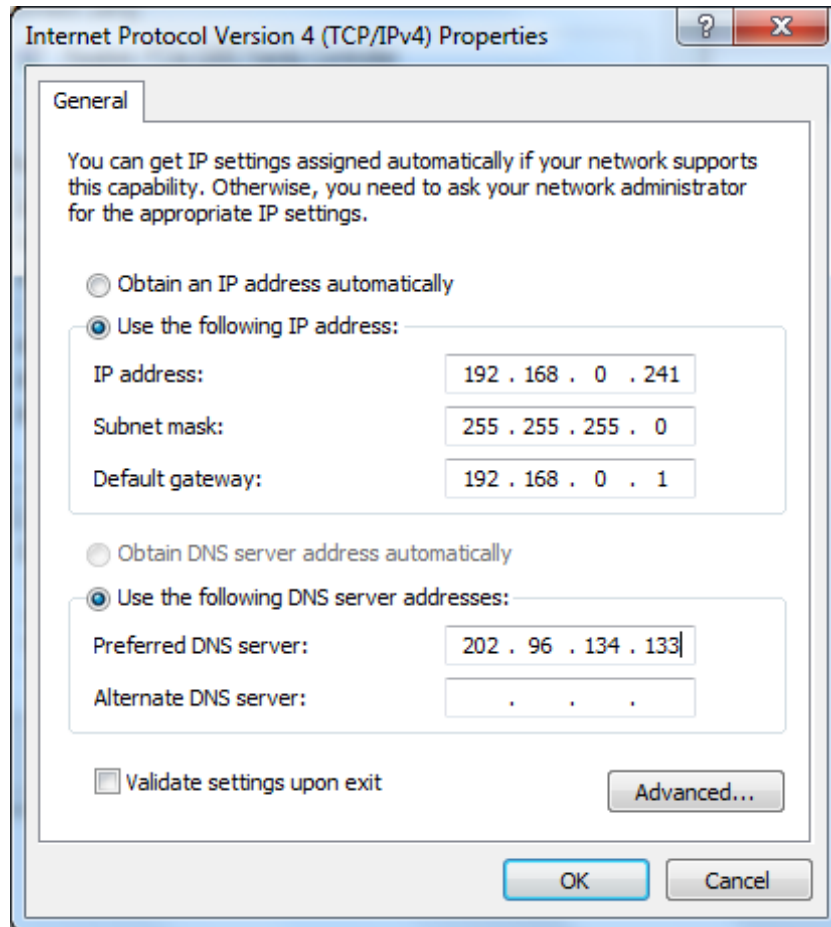 Internet Protocol Version 4 (TCP/IPv4) Properties
General
You can get IP settings assigned automatically if your network supports
this capability. Otherwise, you need to ask your network administrator
for the appropriate IP settings.
Obtain an IP address automatically
Use the following IP address:
IP address: 192 . 168 . 0 . 241
Subnet mask: 255 . 255 . 255 . 0
Default gateway: 192 . 168 . 0 . 1
Obtain DNS server address automatically
Use the following DNS server addresses:
Preferred DNS server: 202 . 96 . 134 . 133
Alternate DNS server: . . .
Validate settings upon exit
Advanced...
OK Cancel